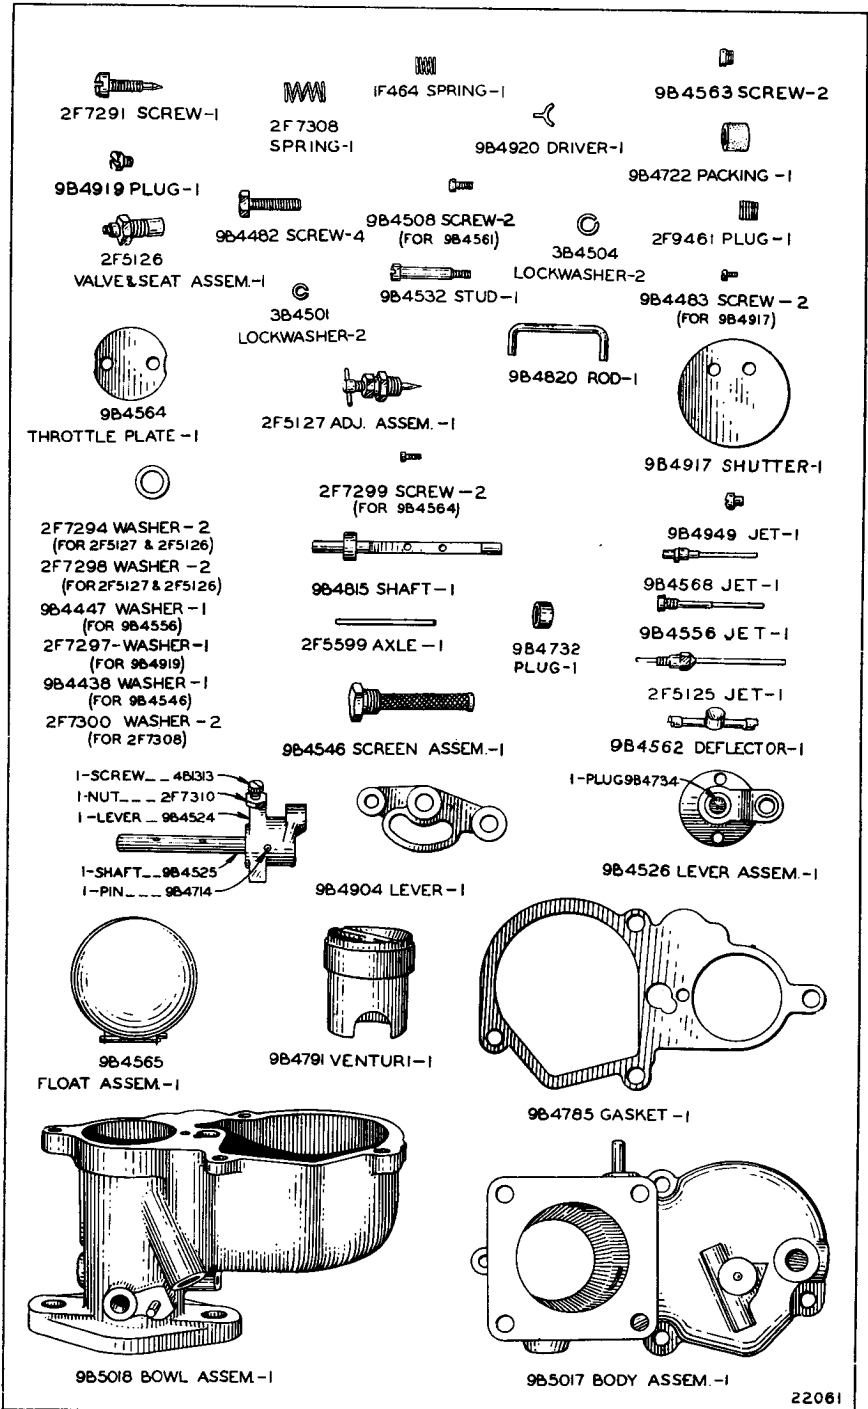 2F7291 SCREW-1
2F7308
SPRING-1
1F464 SPRING-1
9B4563 SCREW-2
9B4920 DRIVER-1
9B4722 PACKING-1
9B4919 PLUG-1
9B4482 SCREW-4
9B4508 SCREW-2
(FOR 9B4561)
3B4504
LOCKWASHER-2
2F9461 PLUG-1
2F5126
VALVE & SEAT ASSEM.-1
3B4501
LOCKWASHER-2
9B4532 STUD-1
9B4483 SCREW-2
(FOR 9B4917)
9B4820 ROD-1
9B4564
THROTTLE PLATE-1
2F5127 ADJ. ASSEM.-1
9B4917 SHUTTER-1
2F7299 SCREW-2
(FOR 9B4564)
2F7294 WASHER-2
(FOR 2F5127 & 2F5126)
2F7298 WASHER-2
(FOR 2F5127 & 2F5126)
9B4447 WASHER-1
(FOR 9B4556)
2F7297-WASHER-1
(FOR 9B4919)
9B4438 WASHER-1
(FOR 9B4546)
2F7300 WASHER-2
(FOR 2F7308)
9B4815 SHAFT-1
2F5599 AXLE-1
9B4732
PLUG-1
9B4546 SCREEN ASSEM.-1
9B4949 JET-1
9B4568 JET-1
9B4556 JET-1
2F5125 JET-1
9B4562 DEFLECTOR-1
1-SCREW__4B1313
1-NUT___2F7310
1-LEVER_9B4524
1-SHAFT__9B4525
1-PIN___9B4714
9B4904 LEVER-1
1-PLUG9B4734
9B4526 LEVER ASSEM.-1
9B4565
FLOAT ASSEM.-1
9B4791 VENTURI-1
9B4785 GASKET-1
9B5018 BOWL ASSEM.-1
9B5017 BODY ASSEM.-1
22061